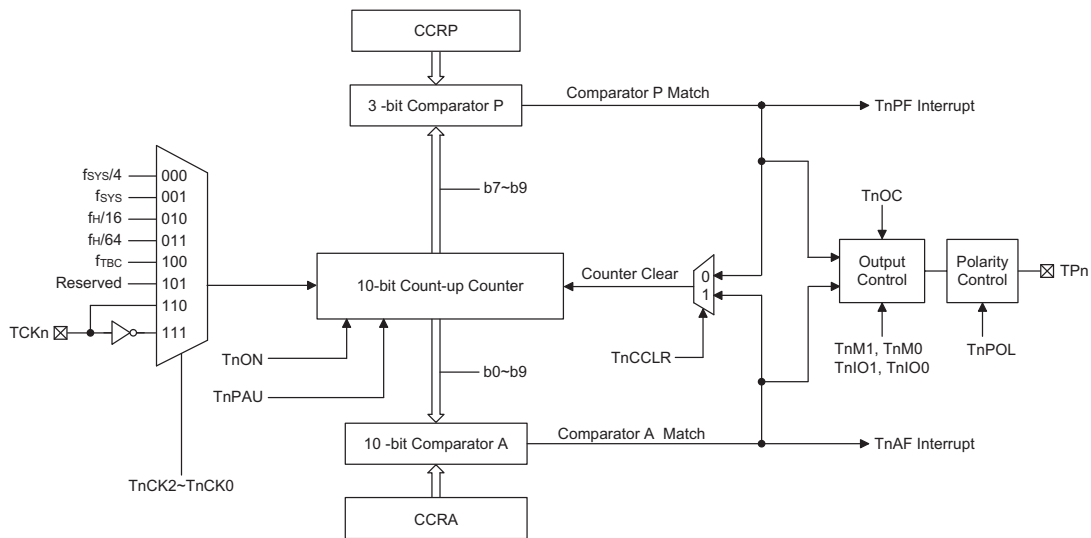 CCRP
3 -bit Comparator P
Comparator P Match
TnPF Interrupt
b7~b9
fSYS/4
000
fSYS
001
fH/16
010
fH/64
011
fTBC
100
Reserved
101
110
TCKn
111
10-bit Count-up Counter
Counter Clear
0
1
TnOC
Output
Control
Polarity
Control
TPn
TnON
TnPAU
TnCCLR
TnM1, TnM0
TnIO1, TnIO0
TnPOL
b0~b9
10 -bit Comparator A
Comparator A Match
TnAF Interrupt
TnCK2~TnCK0
CCRA